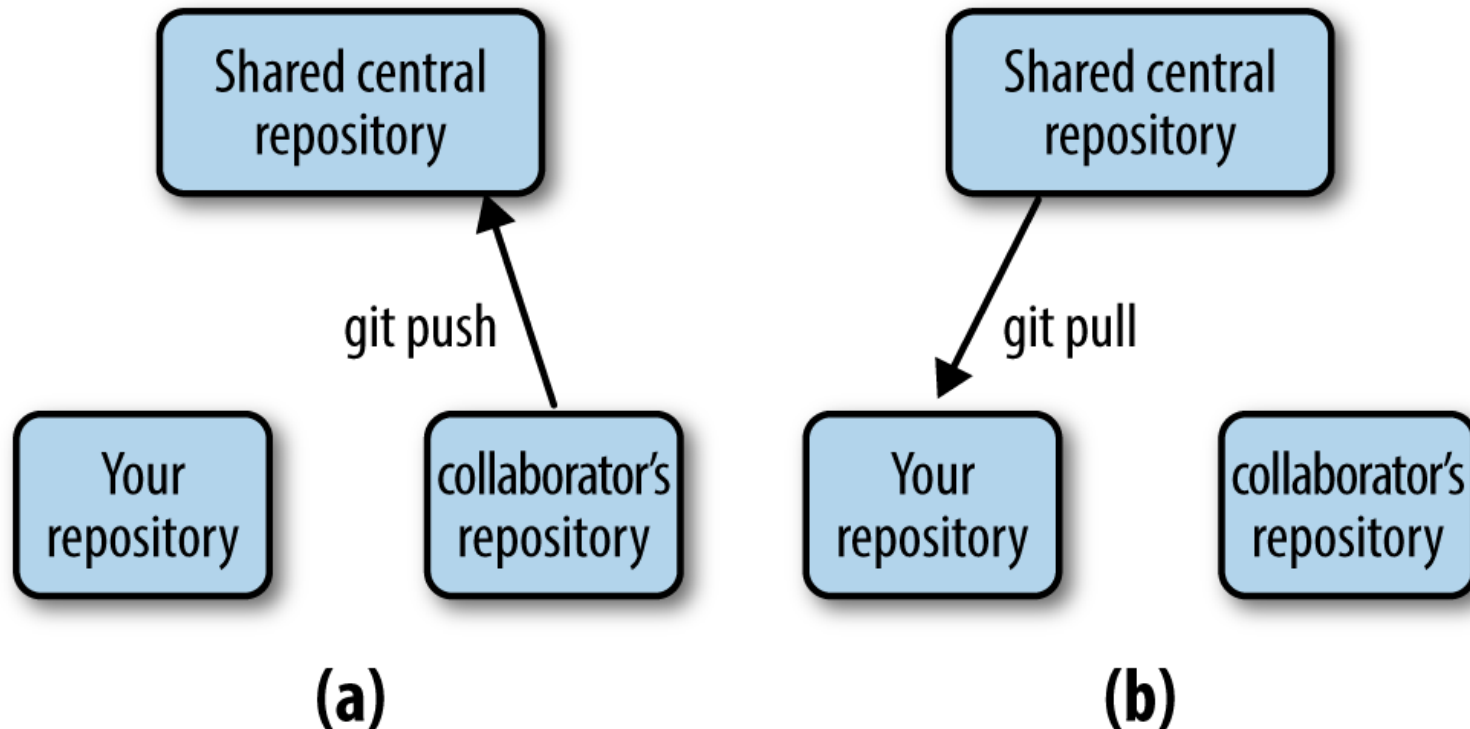 Shared central
repository
git push
Your
repository
collaborator's
repository
(a)
Shared central
repository
git pull
Your
repository
collaborator's
repository
(b)